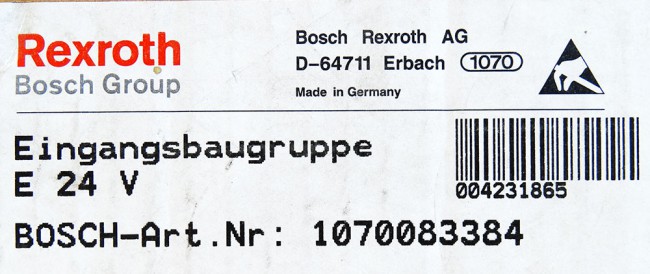 Rexroth
Bosch Group
Bosch Rexroth AG
D-64711 Erbach 1070
Made in Germany
Eingangsbaugruppe
E 24 V
004231865
BOSCH-Art.Nr: 1070083384